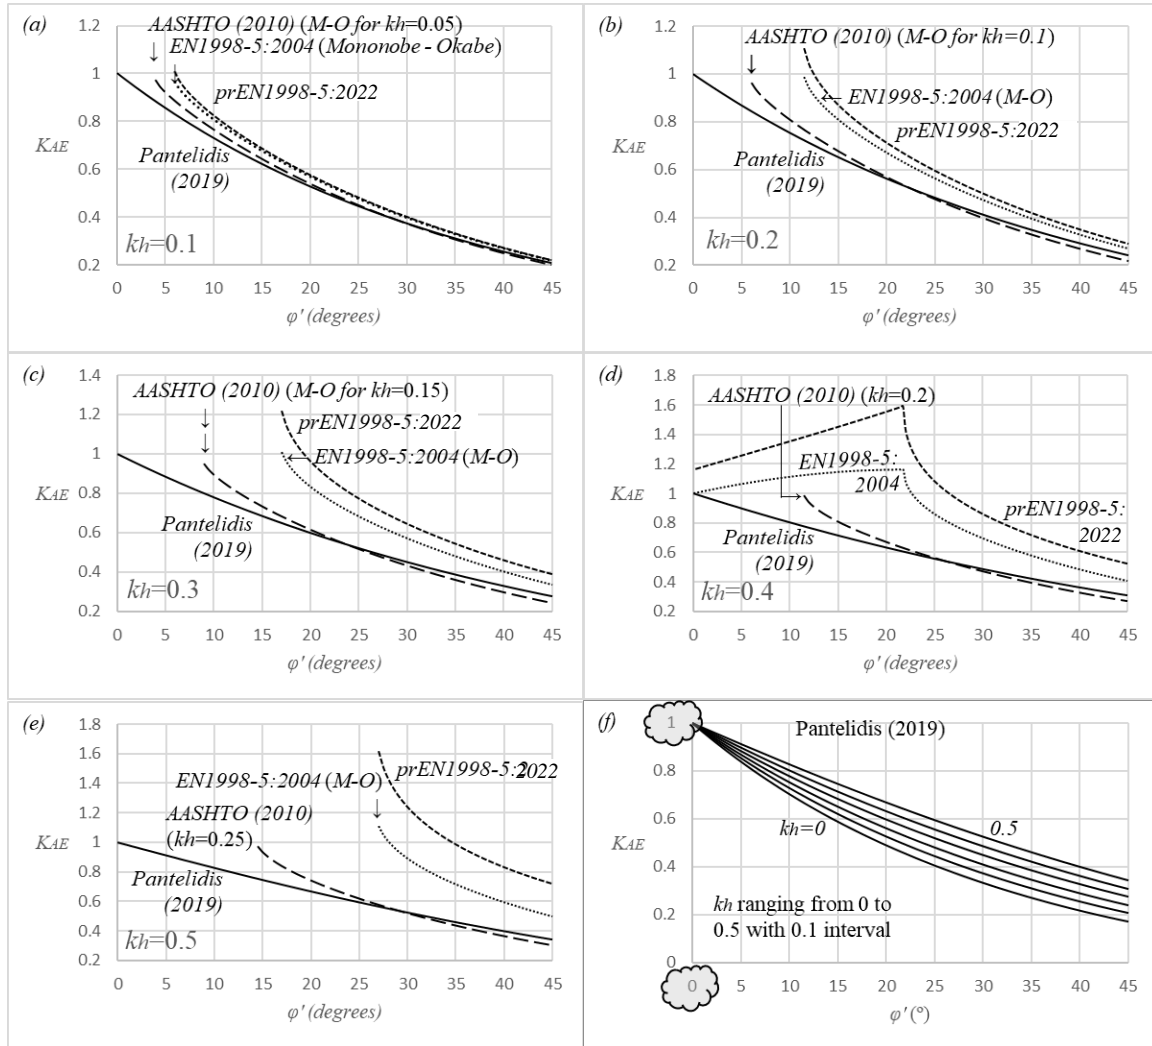 (a)
AASHTO (2010) (M-O for kh=0.05)
EN1998-5:2004 (Mononobe - Okabe)
prEN1998-5:2022
Pantelidis
(2019)
kh=0.1
KAE
1.2
1
0.8
0.6
0.4
0.2
0 5 10 15 20 25 30 35 40 45
φ' (degrees)
(b)
AASHTO (2010) (M-O for kh=0.1)
EN1998-5:2004 (M-O)
prEN1998-5:2022
Pantelidis
(2019)
kh=0.2
KAE
1.2
1
0.8
0.6
0.4
0.2
0 5 10 15 20 25 30 35 40 45
φ' (degrees)
(c)
AASHTO (2010) (M-O for kh=0.15)
prEN1998-5:2022
EN1998-5:2004 (M-O)
Pantelidis
(2019)
kh=0.3
KAE
1.4
1.2
1
0.8
0.6
0.4
0.2
0 5 10 15 20 25 30 35 40 45
φ' (degrees)
(d)
AASHTO (2010) (kh=0.2)
EN1998-5:
2004
prEN1998-5:
2022
Pantelidis
(2019)
kh=0.4
KAE
1.8
1.6
1.4
1.2
1
0.8
0.6
0.4
0.2
0 5 10 15 20 25 30 35 40 45
φ' (degrees)
(e)
prEN1998-5:2022
EN1998-5:2004 (M-O)
AASHTO (2010)
(kh=0.25)
Pantelidis
(2019)
kh=0.5
KAE
1.8
1.6
1.4
1.2
1
0.8
0.6
0.4
0.2
0 5 10 15 20 25 30 35 40 45
φ' (degrees)
(f)
Pantelidis (2019)
kh=0
0.5
kh ranging from 0 to
0.5 with 0.1 interval
KAE
1
0.8
0.6
0.4
0.2
0
0 5 10 15 20 25 30 35 40 45
φ' (°)